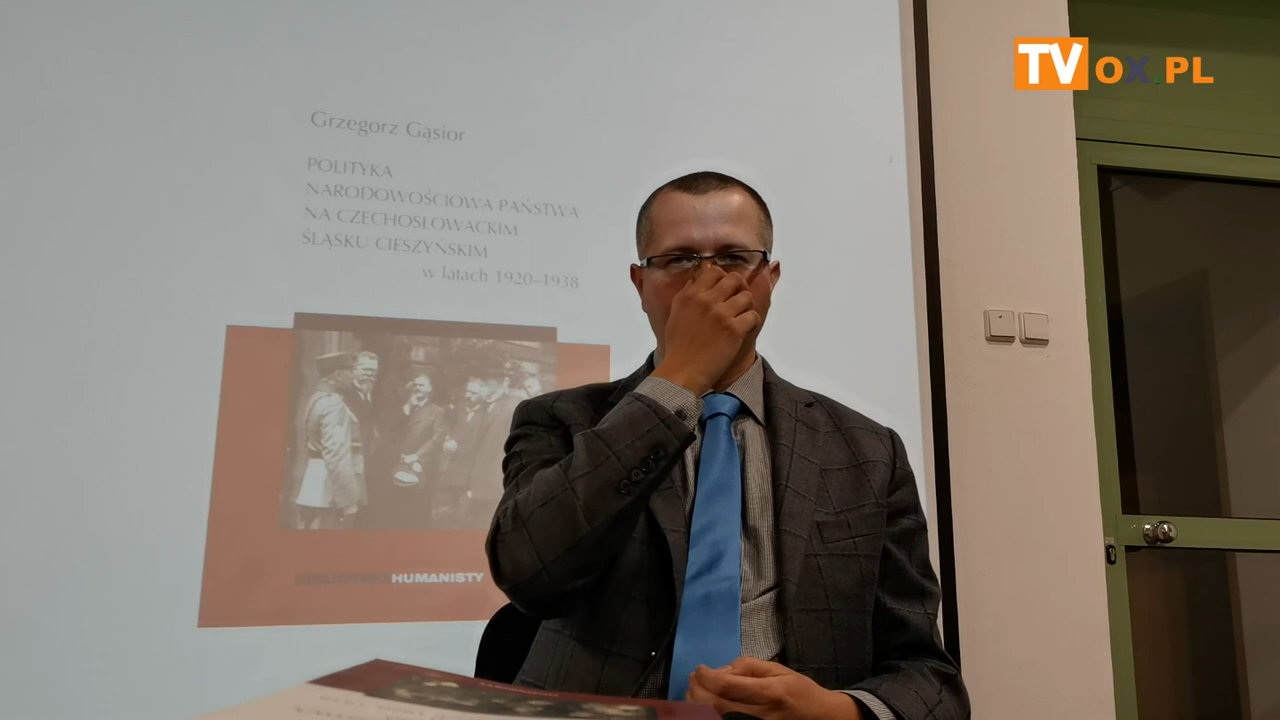 TVOX.PL
Grzegorz Gąsior
POLITYKA
NARODOWOŚCIOWA PAŃSTWA
NA CZECHOSŁOWACKIM
ŚLĄSKU CIESZYŃSKIM
w latach 1920–1938
HUMANISTY